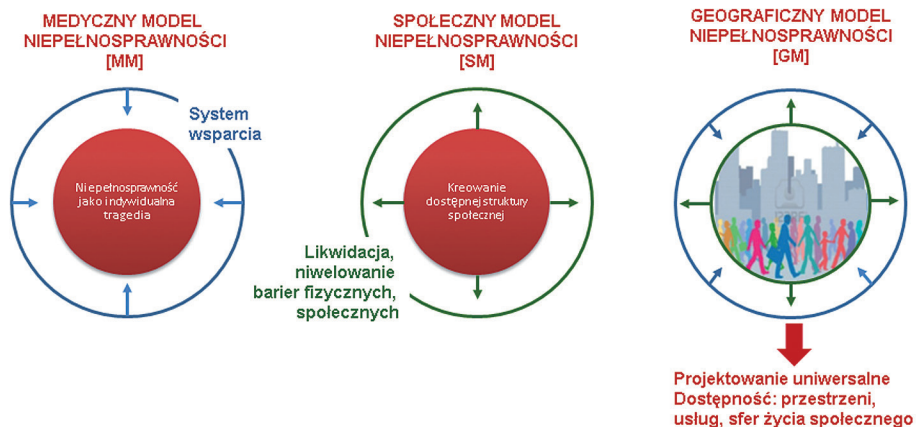 MEDYCZNY MODEL
NIEPEŁNOSPRAWNOŚCI
[MM]
System
wsparcia
Niepełnosprawność
jako indywidualna
tragedia
SPOŁECZNY MODEL
NIEPEŁNOSPRAWNOŚCI
[SM]
Kreowanie
dostępnej struktury
społecznej
Likwidacja,
niwelowanie
barier fizycznych,
społecznych
GEOGRAFICZNY MODEL
NIEPEŁNOSPRAWNOŚCI
[GM]
Projektowanie uniwersalne
Dostępność: przestrzeni,
usług, sfer życia społecznego